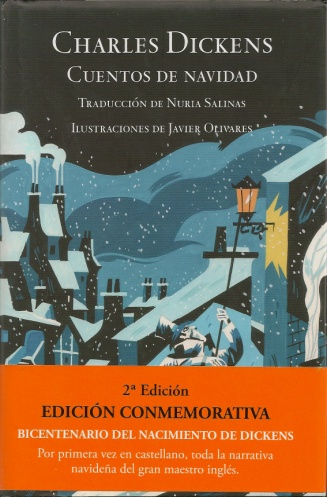 CHARLES DICKENS
CUENTOS DE NAVIDAD
TRADUCCIÓN DE NURIA SALINAS
ILUSTRACIONES DE JAVIER OLIVARES
2ª Edición
EDICIÓN CONMEMORATIVA
BICENTENARIO DEL NACIMIENTO DE DICKENS
Por primera vez en castellano, toda la narrativa
navideña del gran maestro inglés.